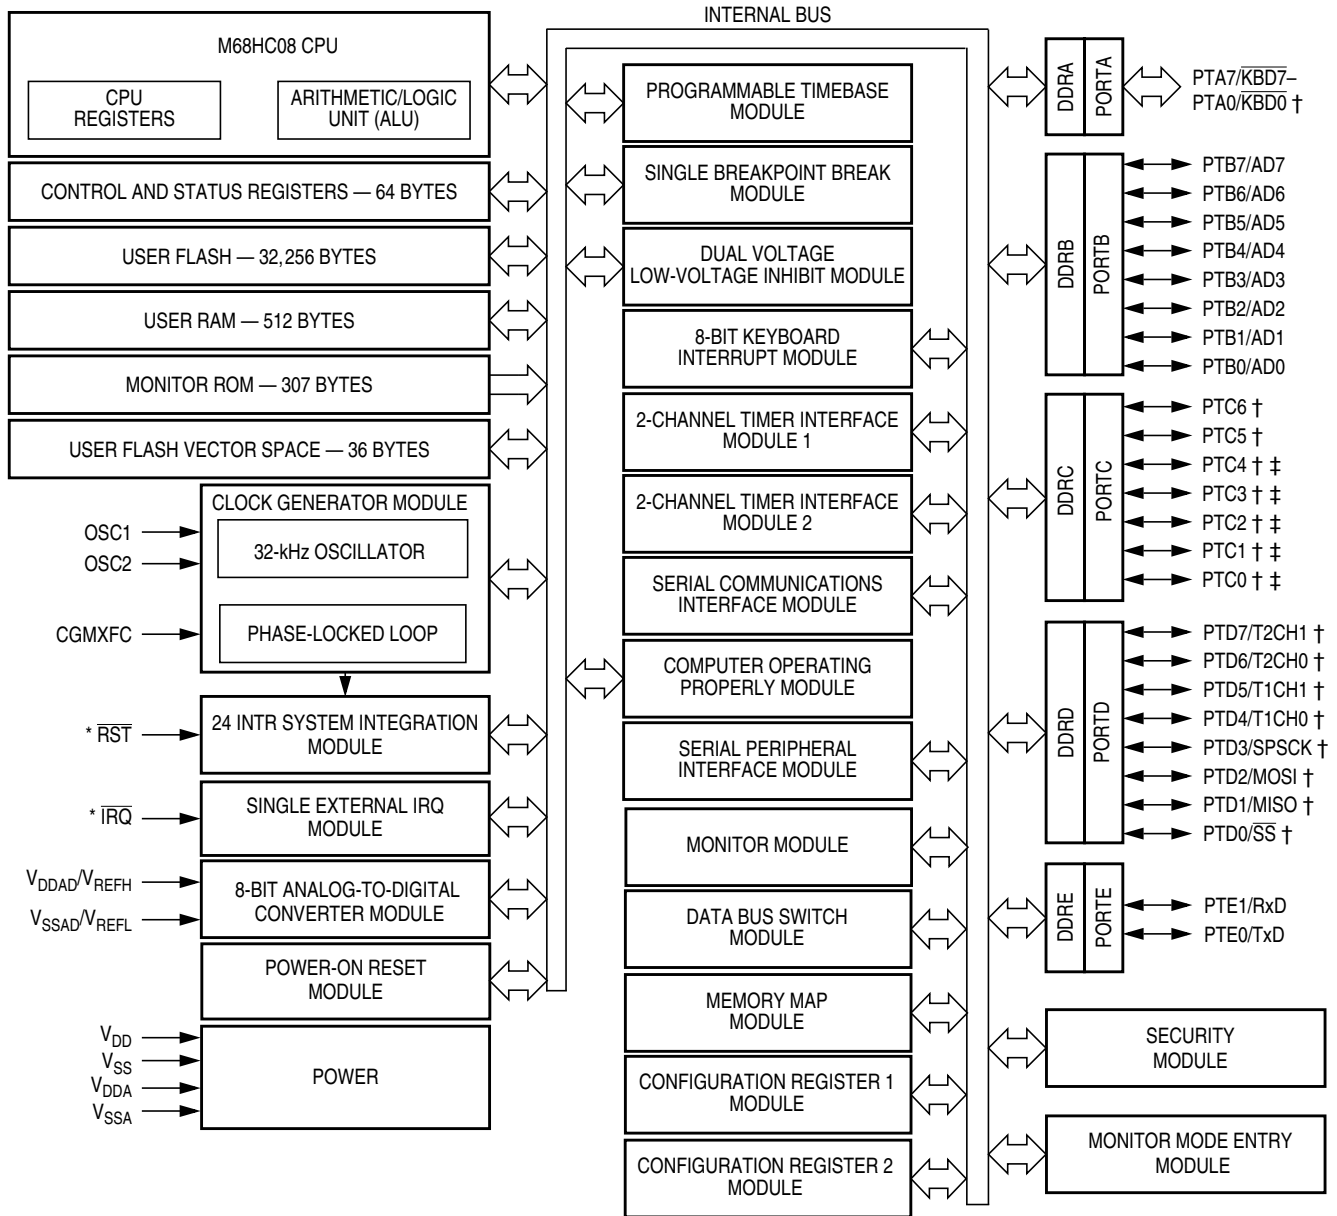 INTERNAL BUS
M68HC08 CPU
CPU
REGISTERS
ARITHMETIC/LOGIC
UNIT (ALU)
CONTROL AND STATUS REGISTERS — 64 BYTES
USER FLASH — 32,256 BYTES
USER RAM — 512 BYTES
MONITOR ROM — 307 BYTES
USER FLASH VECTOR SPACE — 36 BYTES
CLOCK GENERATOR MODULE
32-kHz OSCILLATOR
PHASE-LOCKED LOOP
OSC1
OSC2
CGMXFC
24 INTR SYSTEM INTEGRATION
MODULE
* RST
SINGLE EXTERNAL IRQ
MODULE
* IRQ
8-BIT ANALOG-TO-DIGITAL
CONVERTER MODULE
VDDAD/VREFH
VSSAD/VREFL
POWER-ON RESET
MODULE
POWER
VDD
VSS
VDDA
VSSA
PROGRAMMABLE TIMEBASE
MODULE
SINGLE BREAKPOINT BREAK
MODULE
DUAL VOLTAGE
LOW-VOLTAGE INHIBIT MODULE
8-BIT KEYBOARD
INTERRUPT MODULE
2-CHANNEL TIMER INTERFACE
MODULE 1
2-CHANNEL TIMER INTERFACE
MODULE 2
SERIAL COMMUNICATIONS
INTERFACE MODULE
COMPUTER OPERATING
PROPERLY MODULE
SERIAL PERIPHERAL
INTERFACE MODULE
MONITOR MODULE
DATA BUS SWITCH
MODULE
MEMORY MAP
MODULE
CONFIGURATION REGISTER 1
MODULE
CONFIGURATION REGISTER 2
MODULE
DDRA
PORTA
PTA7/KBD7–
PTA0/KBD0 †
DDRB
PORTB
PTB7/AD7
PTB6/AD6
PTB5/AD5
PTB4/AD4
PTB3/AD3
PTB2/AD2
PTB1/AD1
PTB0/AD0
DDRC
PORTC
PTC6 †
PTC5 †
PTC4 † ‡
PTC3 † ‡
PTC2 † ‡
PTC1 † ‡
PTC0 † ‡
DDRD
PORTD
PTD7/T2CH1 †
PTD6/T2CH0 †
PTD5/T1CH1 †
PTD4/T1CH0 †
PTD3/SPSCK †
PTD2/MOSI †
PTD1/MISO †
PTD0/SS †
DDRE
PORTE
PTE1/RxD
PTE0/TxD
SECURITY
MODULE
MONITOR MODE ENTRY
MODULE